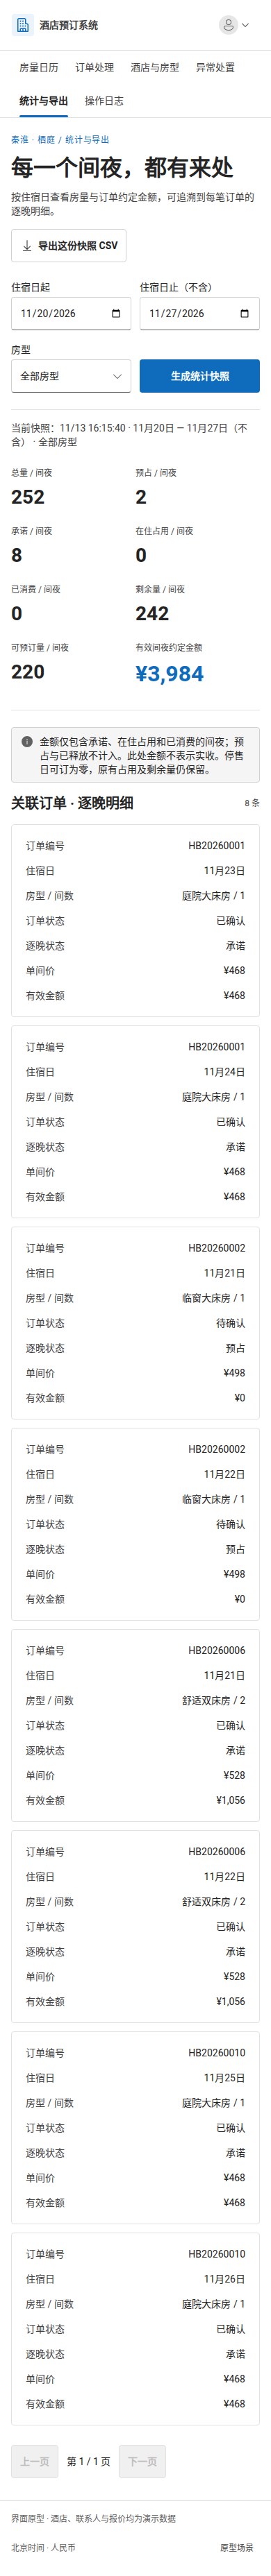 酒店预订系统
房量日历 订单处理 酒店与房型 异常处置
统计与导出 操作日志
秦淮 · 栖庭 / 统计与导出
每一个间夜，都有来处
按住宿日查看房量与订单约定金额，可追溯到每笔订单的
逐晚明细。
导出这份快照 CSV
住宿日起 住宿日止（不含）
11/20/2026 11/27/2026
房型
全部房型 生成统计快照
当前快照：11/13 16:15:40 · 11月20日 — 11月27日（不
含） · 全部房型
总量 / 间夜 预占 / 间夜
252 2
承诺 / 间夜 在住占用 / 间夜
8 0
已消费 / 间夜 剩余量 / 间夜
0 242
可预订量 / 间夜 有效间夜约定金额
220 ¥3,984
金额仅包含承诺、在住占用和已消费的间夜；预
占与已释放不计入。此处金额不表示实收。停售
日可订为零，原有占用及剩余量仍保留。
关联订单 · 逐晚明细 8 条
订单编号 HB20260001
住宿日 11月23日
房型 / 间数 庭院大床房 / 1
订单状态 已确认
逐晚状态 承诺
单间价 ¥468
有效金额 ¥468
订单编号 HB20260001
住宿日 11月24日
房型 / 间数 庭院大床房 / 1
订单状态 已确认
逐晚状态 承诺
单间价 ¥468
有效金额 ¥468
订单编号 HB20260002
住宿日 11月21日
房型 / 间数 临窗大床房 / 1
订单状态 待确认
逐晚状态 预占
单间价 ¥498
有效金额 ¥0
订单编号 HB20260002
住宿日 11月22日
房型 / 间数 临窗大床房 / 1
订单状态 待确认
逐晚状态 预占
单间价 ¥498
有效金额 ¥0
订单编号 HB20260006
住宿日 11月21日
房型 / 间数 舒适双床房 / 2
订单状态 已确认
逐晚状态 承诺
单间价 ¥528
有效金额 ¥1,056
订单编号 HB20260006
住宿日 11月22日
房型 / 间数 舒适双床房 / 2
订单状态 已确认
逐晚状态 承诺
单间价 ¥528
有效金额 ¥1,056
订单编号 HB20260010
住宿日 11月25日
房型 / 间数 庭院大床房 / 1
订单状态 已确认
逐晚状态 承诺
单间价 ¥468
有效金额 ¥468
订单编号 HB20260010
住宿日 11月26日
房型 / 间数 庭院大床房 / 1
订单状态 已确认
逐晚状态 承诺
单间价 ¥468
有效金额 ¥468
上一页 第 1 / 1 页 下一页
界面原型 · 酒店、联系人与报价均为演示数据
北京时间 · 人民币 原型场景